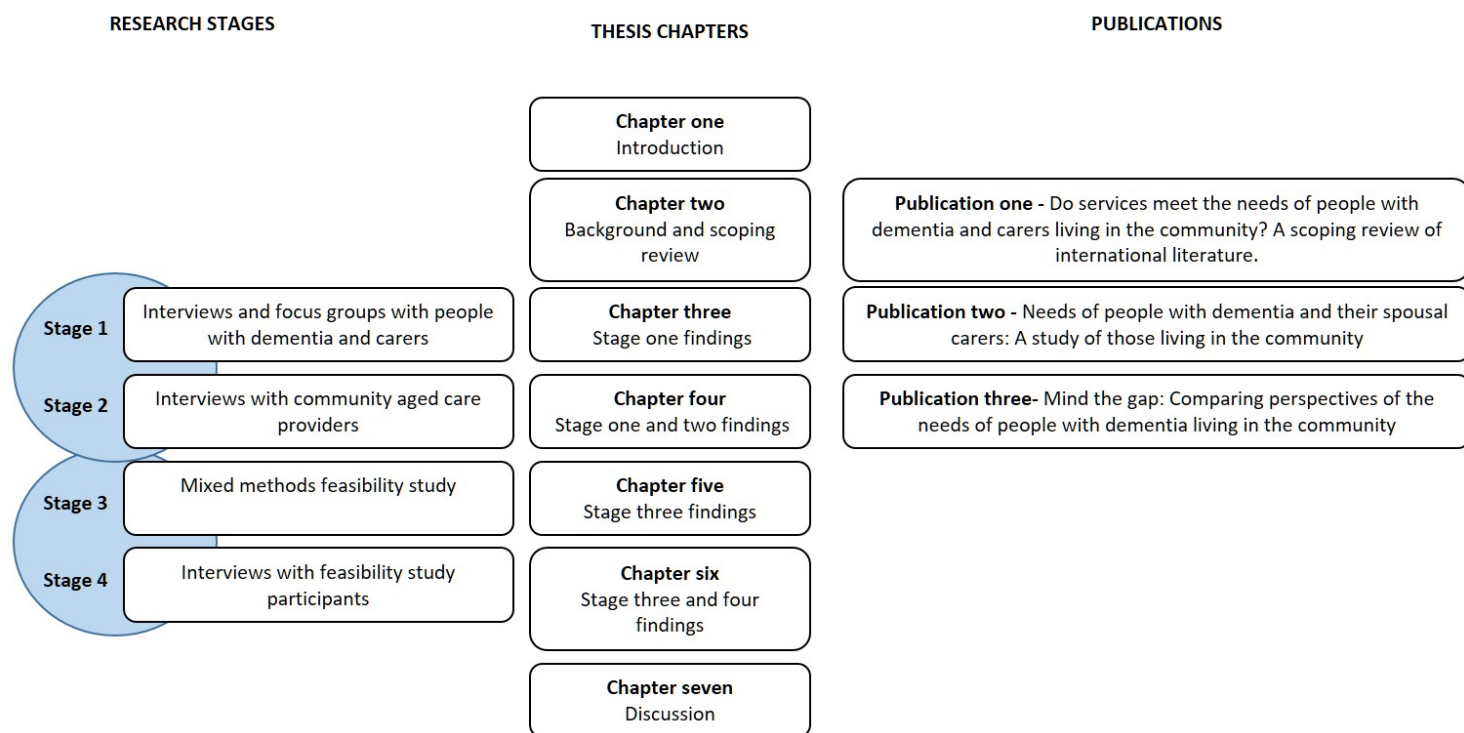 RESEARCH STAGES
THESIS CHAPTERS
PUBLICATIONS
Chapter one
Introduction
Chapter two
Background and scoping
review
Publication one - Do services meet the needs of people with
dementia and carers living in the community? A scoping review of
international literature.
Stage 1
Interviews and focus groups with people
with dementia and carers
Chapter three
Stage one findings
Publication two - Needs of people with dementia and their spousal
carers: A study of those living in the community
Stage 2
Interviews with community aged care
providers
Chapter four
Stage one and two findings
Publication three- Mind the gap: Comparing perspectives of the
needs of people with dementia living in the community
Stage 3
Mixed methods feasibility study
Chapter five
Stage three findings
Stage 4
Interviews with feasibility study
participants
Chapter six
Stage three and four
findings
Chapter seven
Discussion